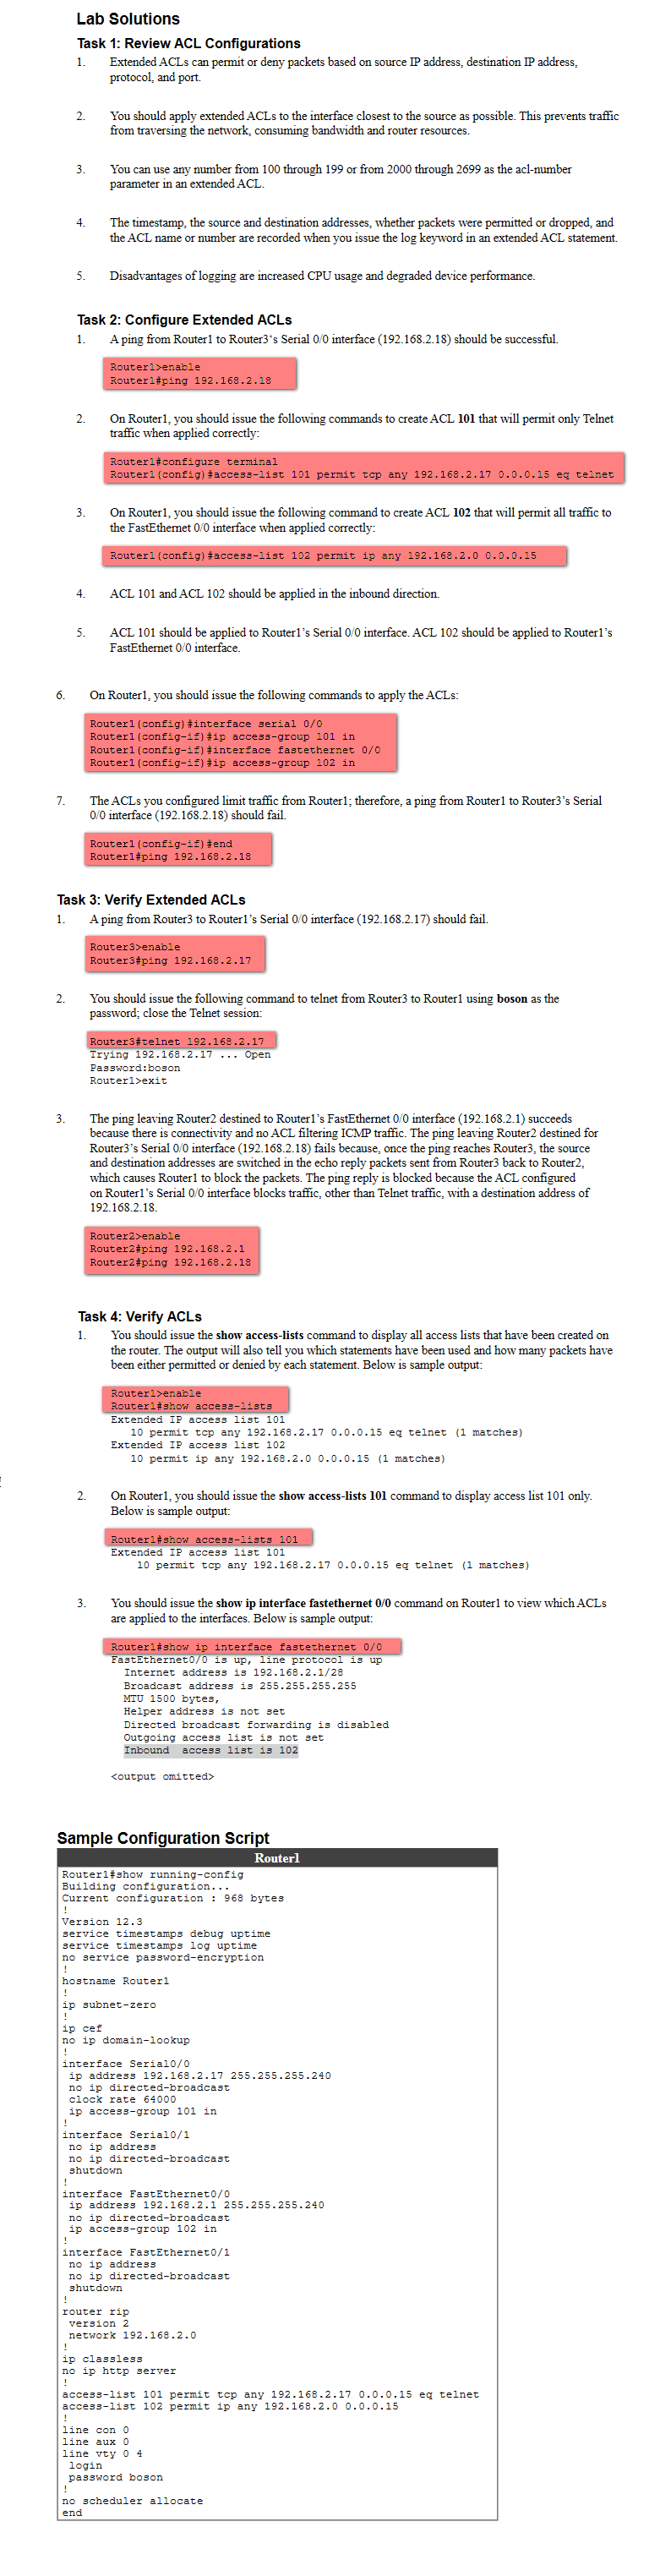 Lab Solutions
Task 1: Review ACL Configurations
1. Extended ACLs can permit or deny packets based on source IP address, destination IP address,
protocol, and port.
2. You should apply extended ACLs to the interface closest to the source as possible. This prevents traffic
from traversing the network, consuming bandwidth and router resources.
3. You can use any number from 100 through 199 or from 2000 through 2699 as the acl-number
parameter in an extended ACL.
4. The timestamp, the source and destination addresses, whether packets were permitted or dropped, and
the ACL name or number are recorded when you issue the log keyword in an extended ACL statement.
5. Disadvantages of logging are increased CPU usage and degraded device performance.
Task 2: Configure Extended ACLs
1. A ping from Router1 to Router3's Serial 0/0 interface (192.168.2.18) should be successful.
Router1>enable
Router1#ping 192.168.2.18
2. On Router1, you should issue the following commands to create ACL 101 that will permit only Telnet
traffic when applied correctly:
Router1#configure terminal
Router1(config)#access-list 101 permit tcp any 192.168.2.17 0.0.0.15 eq telnet
3. On Router1, you should issue the following command to create ACL 102 that will permit all traffic to
the FastEthernet 0/0 interface when applied correctly:
Router1(config)#access-list 102 permit ip any 192.168.2.0 0.0.0.15
4. ACL 101 and ACL 102 should be applied in the inbound direction.
5. ACL 101 should be applied to Router1's Serial 0/0 interface. ACL 102 should be applied to Router1's
FastEthernet 0/0 interface.
6. On Router1, you should issue the following commands to apply the ACLs:
Router1(config)#interface serial 0/0
Router1(config-if)#ip access-group 101 in
Router1(config-if)#interface fastethernet 0/0
Router1(config-if)#ip access-group 102 in
7. The ACLs you configured limit traffic from Router1; therefore, a ping from Router1 to Router3's Serial
0/0 interface (192.168.2.18) should fail.
Router1(config-if)#end
Router1#ping 192.168.2.18
Task 3: Verify Extended ACLs
1. A ping from Router3 to Router1's Serial 0/0 interface (192.168.2.17) should fail.
Router3>enable
Router3#ping 192.168.2.17
2. You should issue the following command to telnet from Router3 to Router1 using boson as the
password; close the Telnet session:
Router3#telnet 192.168.2.17
Trying 192.168.2.17 ... Open
Password:boson
Router1>exit
3. The ping leaving Router2 destined to Router1's FastEthernet 0/0 interface (192.168.2.1) succeeds
because there is connectivity and no ACL filtering ICMP traffic. The ping leaving Router2 destined for
Router3's Serial 0/0 interface (192.168.2.18) fails because, once the ping reaches Router3, the source
and destination addresses are switched in the echo reply packets sent from Router3 back to Router2,
which causes Router1 to block the packets. The ping reply is blocked because the ACL configured
on Router1's Serial 0/0 interface blocks traffic, other than Telnet traffic, with a destination address of
192.168.2.18.
Router2>enable
Router2#ping 192.168.2.1
Router2#ping 192.168.2.18
Task 4: Verify ACLs
1. You should issue the show access-lists command to display all access lists that have been created on
the router. The output will also tell you which statements have been used and how many packets have
been either permitted or denied by each statement. Below is sample output:
Router1>enable
Router1#show access-lists
Extended IP access list 101
10 permit tcp any 192.168.2.17 0.0.0.15 eq telnet (1 matches)
Extended IP access list 102
10 permit ip any 192.168.2.0 0.0.0.15 (1 matches)
2. On Router1, you should issue the show access-lists 101 command to display access list 101 only.
Below is sample output:
Router1#show access-lists 101
Extended IP access list 101
10 permit tcp any 192.168.2.17 0.0.0.15 eq telnet (1 matches)
3. You should issue the show ip interface fastethernet 0/0 command on Router1 to view which ACLs
are applied to the interfaces. Below is sample output:
Router1#show ip interface fastethernet 0/0
FastEthernet0/0 is up, line protocol is up
Internet address is 192.168.2.1/28
Broadcast address is 255.255.255.255
MTU 1500 bytes,
Helper address is not set
Directed broadcast forwarding is disabled
Outgoing access list is not set
Inbound access list is 102
<output omitted>
Sample Configuration Script
Router1
Router1#show running-config
Building configuration...
Current configuration : 968 bytes
!
Version 12.3
service timestamps debug uptime
service timestamps log uptime
no service password-encryption
!
hostname Router1
!
ip subnet-zero
!
ip cef
no ip domain-lookup
!
interface Serial0/0
ip address 192.168.2.17 255.255.255.240
no ip directed-broadcast
clock rate 64000
ip access-group 101 in
!
interface Serial0/1
no ip address
no ip directed-broadcast
shutdown
!
interface FastEthernet0/0
ip address 192.168.2.1 255.255.255.240
no ip directed-broadcast
ip access-group 102 in
!
interface FastEthernet0/1
no ip address
no ip directed-broadcast
shutdown
!
router rip
version 2
network 192.168.2.0
!
ip classless
no ip http server
!
access-list 101 permit tcp any 192.168.2.17 0.0.0.15 eq telnet
access-list 102 permit ip any 192.168.2.0 0.0.0.15
!
line con 0
line aux 0
line vty 0 4
login
password boson
!
no scheduler allocate
end